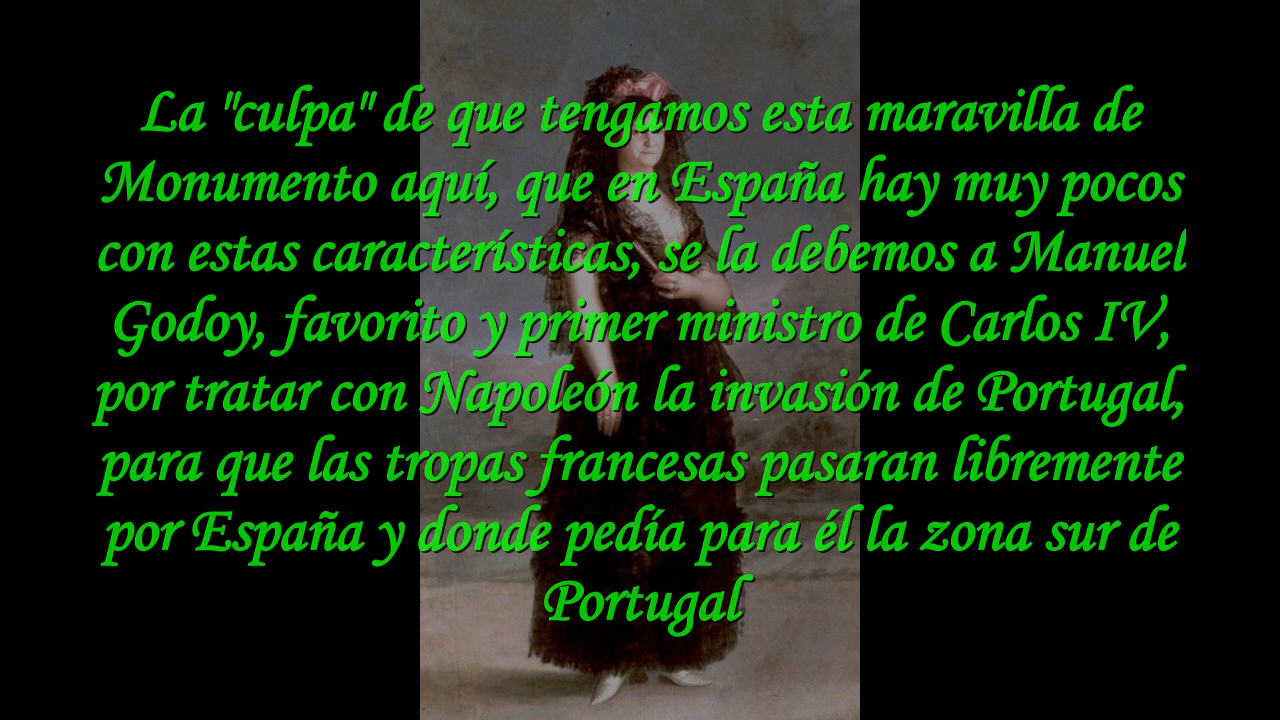 La "culpa" de que tengamos esta maravilla de
Monumento aquí, que en España hay muy pocos
con estas características, se la debemos a Manuel
Godoy, favorito y primer ministro de Carlos IV,
por tratar con Napoleón la invasión de Portugal,
para que las tropas francesas pasaran libremente
por España y donde pedía para él la zona sur de
Portugal